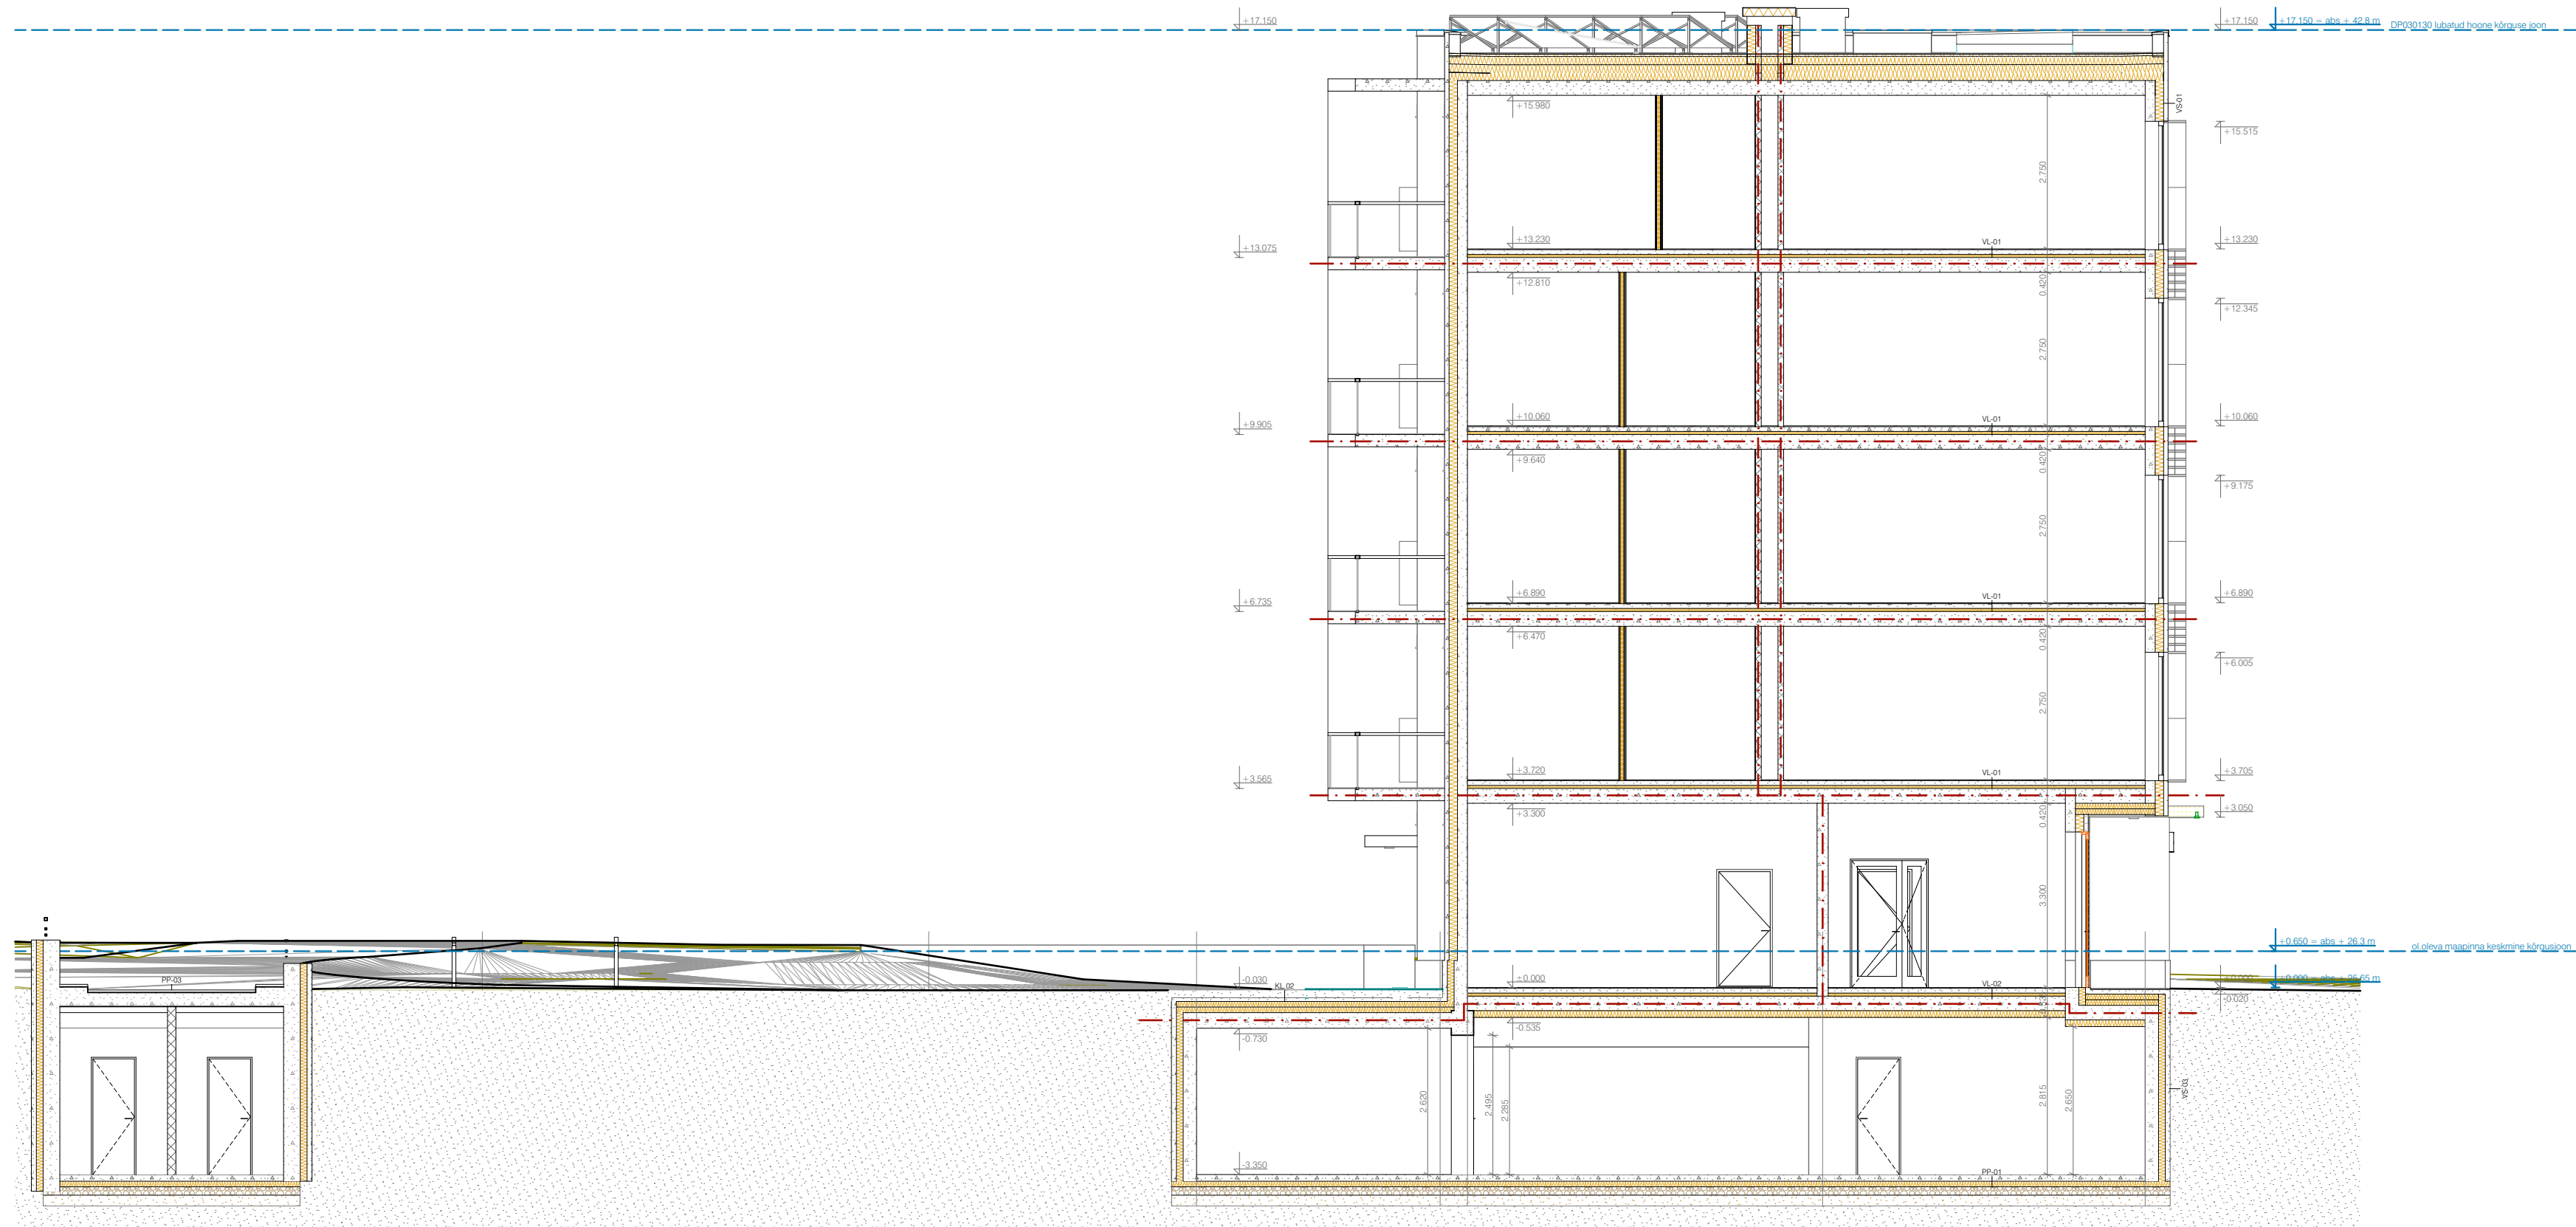 +17.150
+17.150
+17.150 = abs + 42.8 m
DP030130 lubatud hoone kõrguse joon
+15.980
VS-01
+15.515
2.750
+13.075
+13.230
VL-01
+13.230
+12.810
0.420
+12.345
2.750
+9.905
+10.060
VL-01
+10.060
+9.640
0.420
+9.175
2.750
+6.735
+6.890
VL-01
+6.890
+6.470
0.420
+6.005
2.750
+3.565
+3.720
VL-01
+3.705
+3.300
0.420
+3.050
3.300
+0.650 = abs + 26.3 m
ol.oleva maapinna keskmine kõrgusjoon
PP-03
-0.030
KL.02
±0.000
VL-02
±0.000 = abs + 25.65 m
-0.020
-0.730
-0.535
2.620
2.495
2.285
2.815
2.650
VS-03
-3.350
PP-01